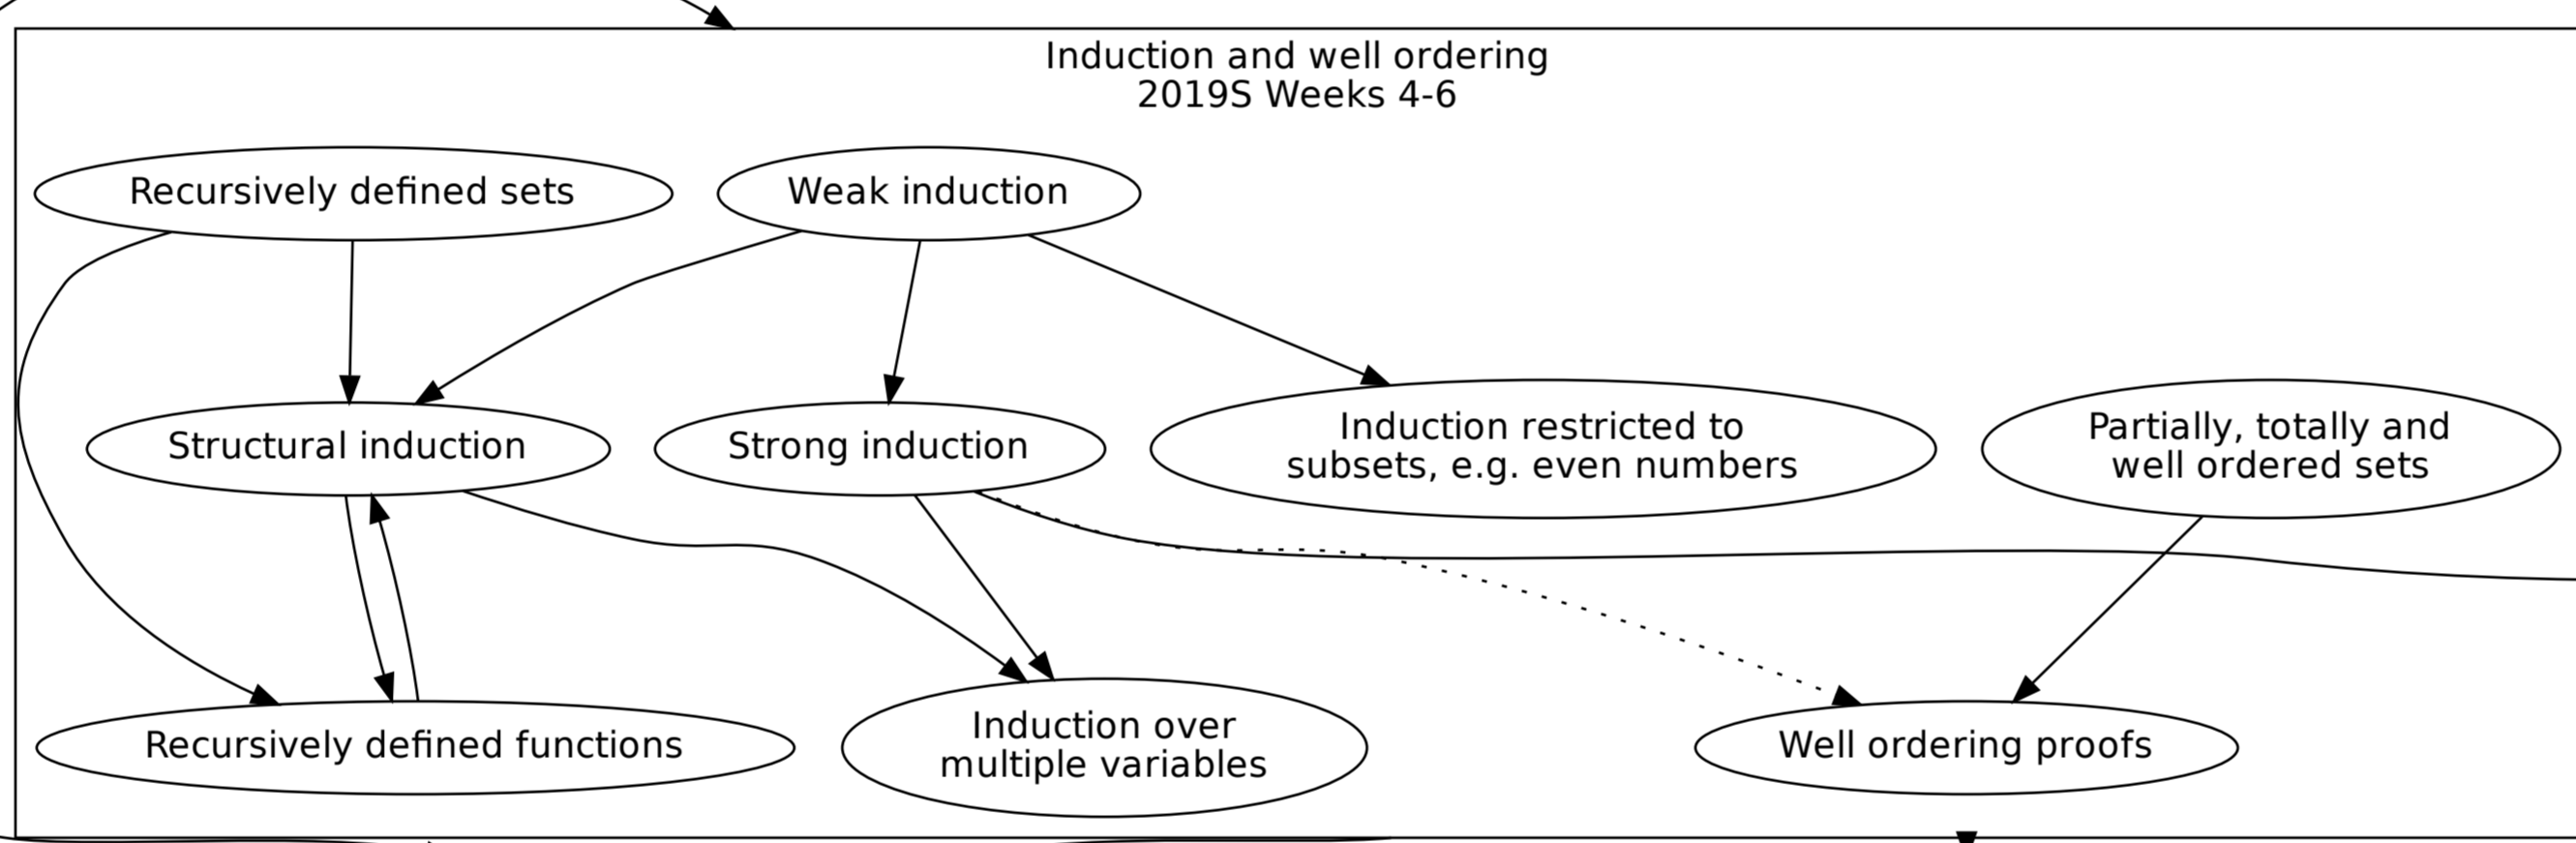 Induction and well ordering
2019S Weeks 4-6
Recursively defined sets
Weak induction
Structural induction
Strong induction
Induction restricted to
subsets, e.g. even numbers
Partially, totally and
well ordered sets
Recursively defined functions
Induction over
multiple variables
Well ordering proofs